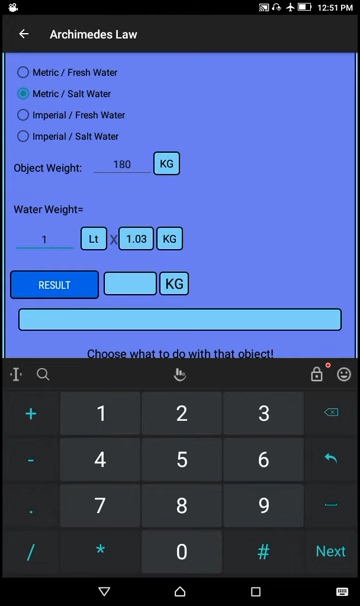 12:51 PM
Archimedes Law
Metric / Fresh Water
Metric / Salt Water
Imperial / Fresh Water
Imperial / Salt Water
Object Weight: 180 KG
Water Weight=
1 Lt X 1.03 KG
RESULT KG
Choose what to do with that object!
+ 1 2 3
- 4 5 6
. 7 8 9
/ * 0 # Next